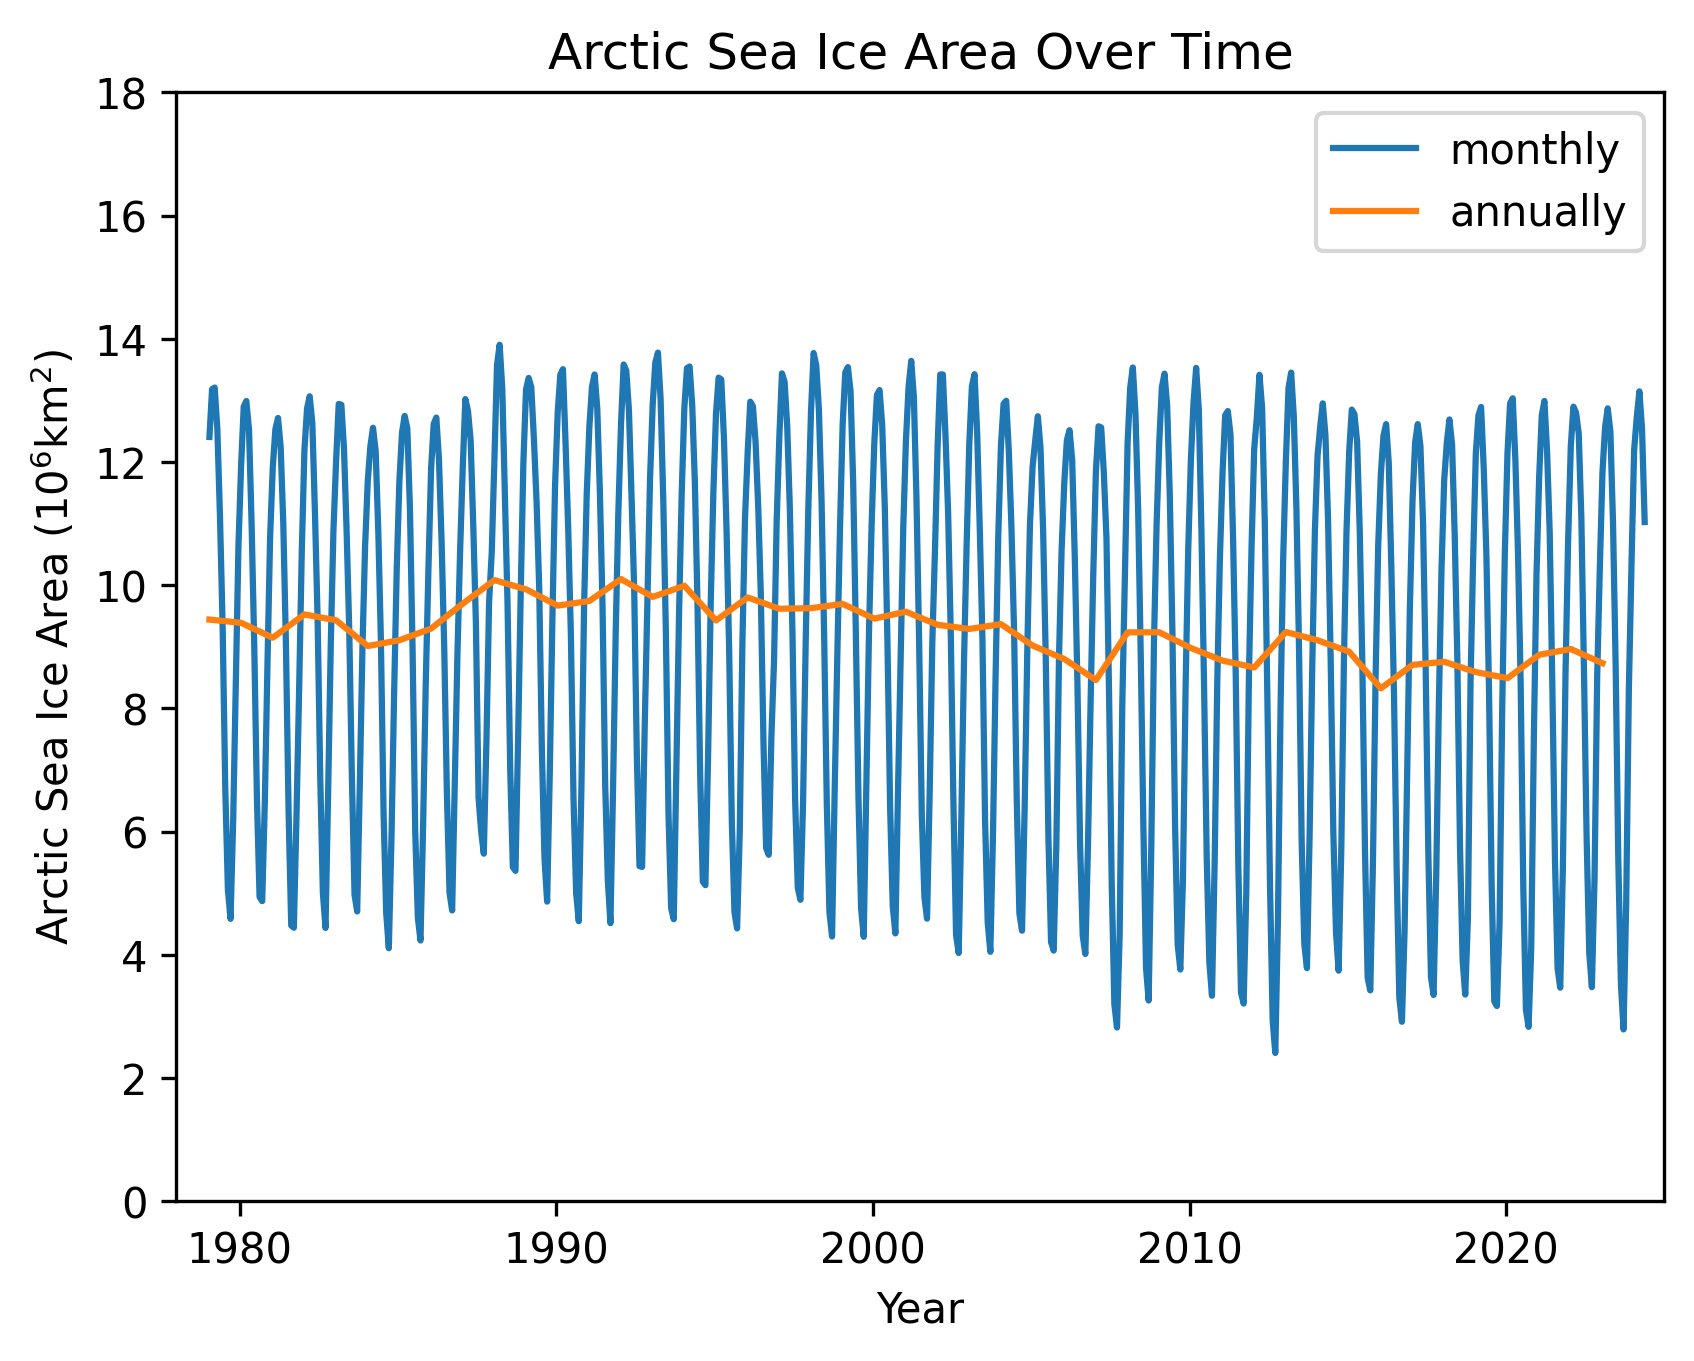 Arctic Sea Ice Area Over Time
18
16
14
12
10
8
6
4
2
0
Arctic Sea Ice Area (10⁶km²)
monthly
annually
1980 1990 2000 2010 2020
Year